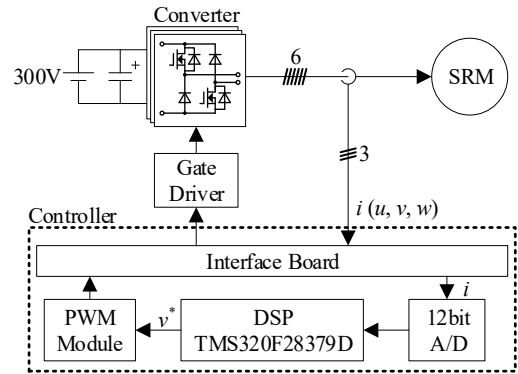 Converter
300V
+
6
SRM
3
Gate
Driver
i (u, v, w)
Controller
Interface Board
i
PWM
Module
v*
DSP
TMS320F28379D
12bit
A/D